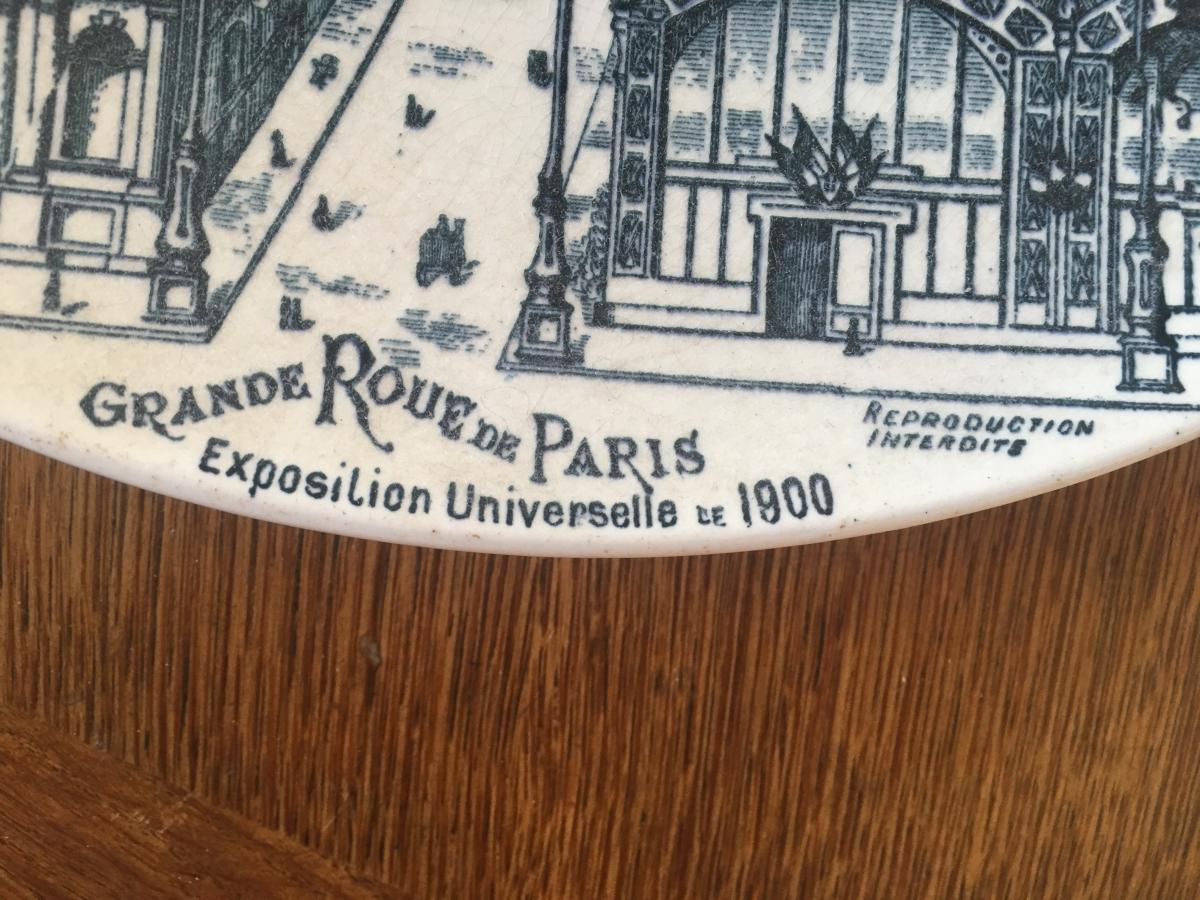 GRANDE ROUE DE PARIS
Exposition Universelle DE 1900
REPRODUCTION
INTERDITE